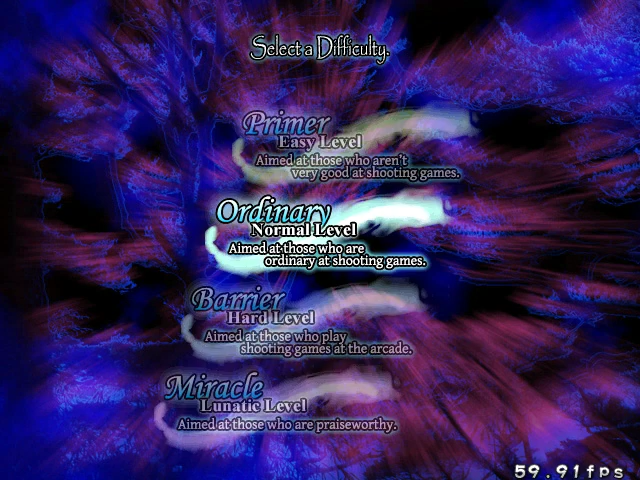 Select a Difficulty.
Primer
Easy Level
Aimed at those who aren't
very good at shooting games.
Ordinary
Normal Level
Aimed at those who are
ordinary at shooting games.
Barrier
Hard Level
Aimed at those who play
shooting games at the arcade.
Miracle
Lunatic Level
Aimed at those who are praiseworthy.
59.91fps